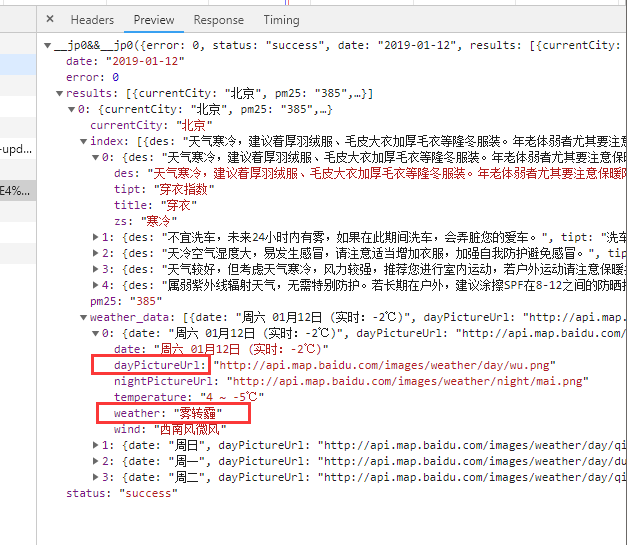 × Headers Preview Response Timing
▼__jp0&&__jp0({error: 0, status: "success", date: "2019-01-12", results: [{currentCity:
date: "2019-01-12"
error: 0
▼results: [{currentCity: "北京", pm25: "385",…}]
▼0: {currentCity: "北京", pm25: "385",…}
currentCity: "北京"
▼index: [{des: "天气寒冷，建议着厚羽绒服、毛皮大衣加厚毛衣等隆冬服装。年老体弱者尤其要注意保暖
-upd...
▼0: {des: "天气寒冷，建议着厚羽绒服、毛皮大衣加厚毛衣等隆冬服装。年老体弱者尤其要注意保暖
des: "天气寒冷，建议着厚羽绒服、毛皮大衣加厚毛衣等隆冬服装。年老体弱者尤其要注意保暖防
E4%...
tipt: "穿衣指数"
title: "穿衣"
zs: "寒冷"
▶1: {des: "不宜洗车，未来24小时内有雾，如果在此期间洗车，会弄脏您的爱车。", tipt: "洗车
▶2: {des: "天冷空气湿度大，易发生感冒，请注意适当增加衣服，加强自我防护避免感冒。", tipt:
▶3: {des: "天气较好，但考虑天气寒冷，风力较强，推荐您进行室内运动，若户外运动请注意保暖
▶4: {des: "属弱紫外线辐射天气，无需特别防护。若长期在户外，建议涂擦SPF在8-12之间的防晒
pm25: "385"
▼weather_data: [{date: "周六 01月12日 (实时：-2℃)", dayPictureUrl: "http://api.map
▼0: {date: "周六 01月12日 (实时：-2℃)", dayPictureUrl: "http://api.map.baidu.com/
date: "周六 01月12日 (实时：-2℃)"
dayPictureUrl: "http://api.map.baidu.com/images/weather/day/wu.png"
nightPictureUrl: "http://api.map.baidu.com/images/weather/night/mai.png"
temperature: "4 ~ -5℃"
weather: "雾转霾"
wind: "西南风微风"
▶1: {date: "周日", dayPictureUrl: "http://api.map.baidu.com/images/weather/day/qi
▶2: {date: "周一", dayPictureUrl: "http://api.map.baidu.com/images/weather/day/du
▶3: {date: "周二", dayPictureUrl: "http://api.map.baidu.com/images/weather/day/qi
status: "success"